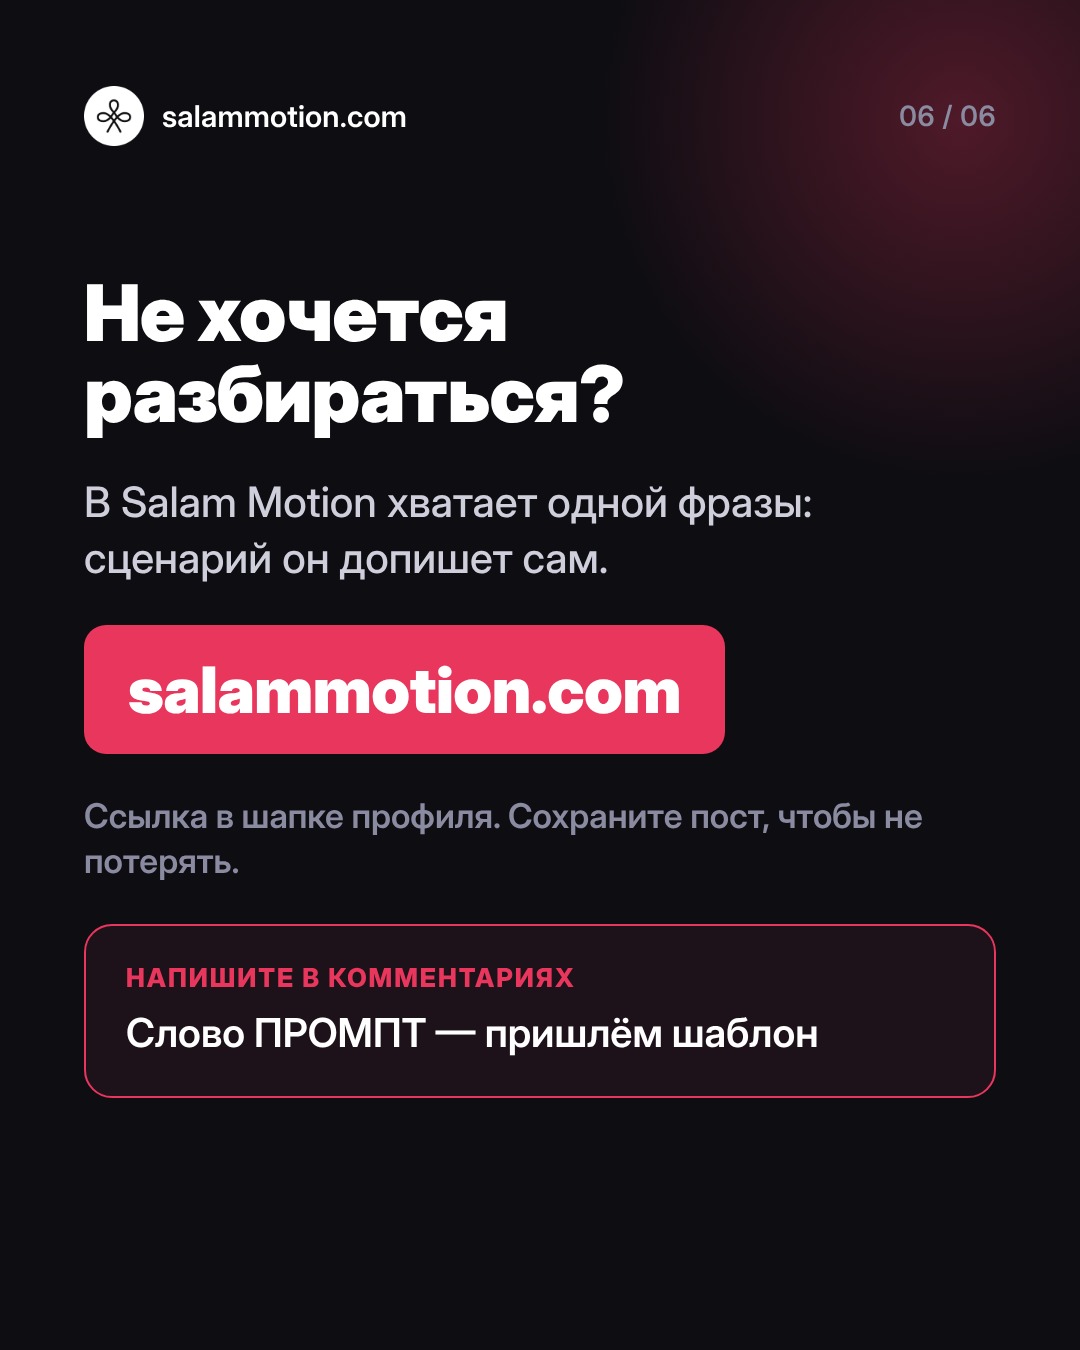 salammotion.com
06 / 06
Не хочется
разбираться?
В Salam Motion хватает одной фразы:
сценарий он допишет сам.
salammotion.com
Ссылка в шапке профиля. Сохраните пост, чтобы не
потерять.
НАПИШИТЕ В КОММЕНТАРИЯХ
Слово ПРОМПТ — пришлём шаблон